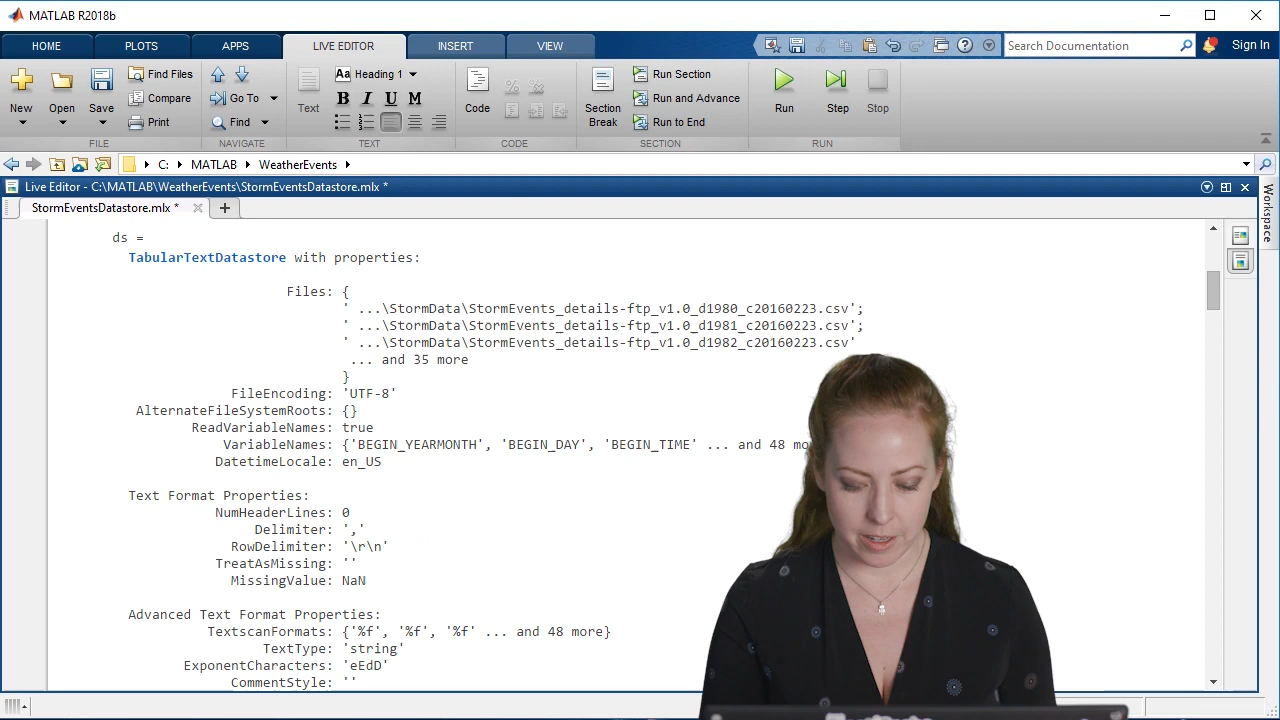 MATLAB R2018b
HOME PLOTS APPS LIVE EDITOR INSERT VIEW Search Documentation Sign In
New Open Save Find Files Compare Print Go To Find
Text Aa Heading 1 B I U M
Code
Section Break Run Section Run and Advance Run to End
Run Step Stop
FILE NAVIGATE TEXT CODE SECTION RUN
C: MATLAB WeatherEvents
Live Editor - C:\MATLAB\WeatherEvents\StormEventsDatastore.mlx *
StormEventsDatastore.mlx *
Workspace
ds =
TabularTextDatastore with properties:
Files: {
' ...\StormData\StormEvents_details-ftp_v1.0_d1980_c20160223.csv';
' ...\StormData\StormEvents_details-ftp_v1.0_d1981_c20160223.csv';
' ...\StormData\StormEvents_details-ftp_v1.0_d1982_c20160223.csv'
... and 35 more
}
FileEncoding: 'UTF-8'
AlternateFileSystemRoots: {}
ReadVariableNames: true
VariableNames: {'BEGIN_YEARMONTH', 'BEGIN_DAY', 'BEGIN_TIME' ... and 48 mo
DatetimeLocale: en_US
Text Format Properties:
NumHeaderLines: 0
Delimiter: ','
RowDelimiter: '\r\n'
TreatAsMissing: ''
MissingValue: NaN
Advanced Text Format Properties:
TextscanFormats: {'%f', '%f', '%f' ... and 48 more}
TextType: 'string'
ExponentCharacters: 'eEdD'
CommentStyle: ''